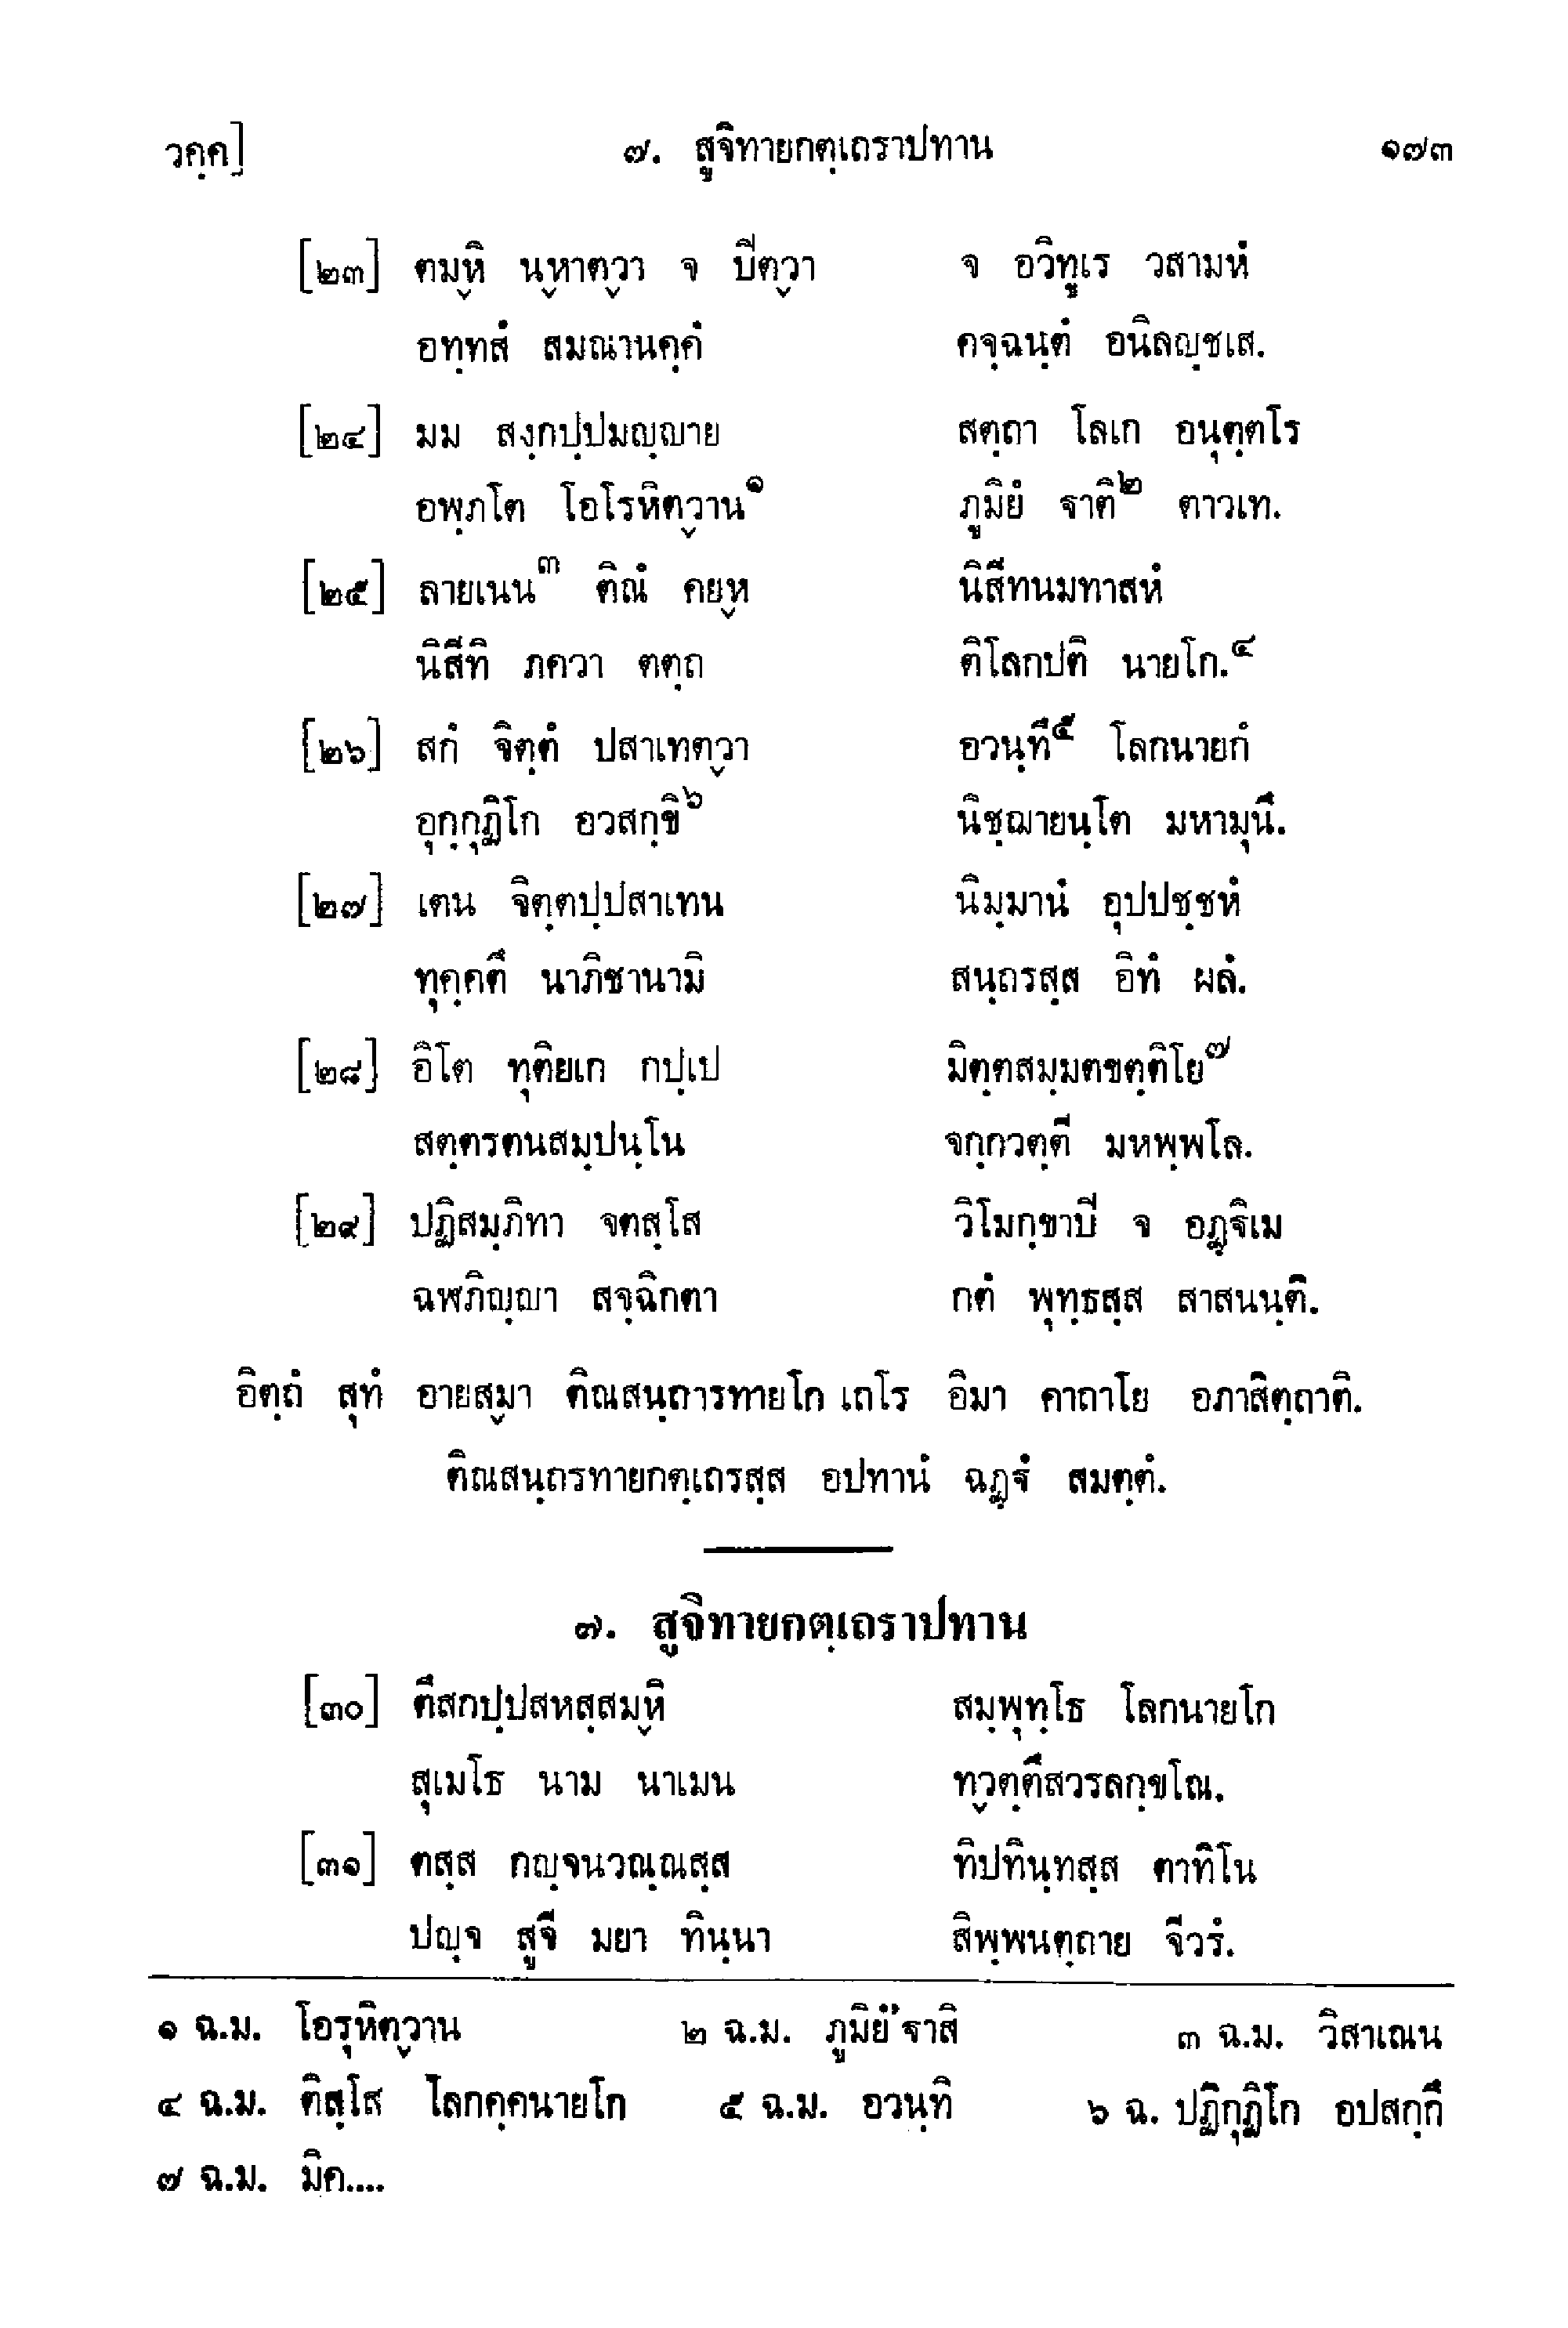 วคฺค] ๗. สูจิทายกตฺเถราปทาน ๑๗๓
[๒๓] ตมฺหิ นฺหาตฺวา จ ปีตฺวา จ อวิทูเร วสามหํ
อทฺทสํ สมณานคฺคํ คจฺฉนฺตํ อนิลญฺชเส.
[๒๔] มม สงฺกปฺปมญฺญาย สตฺถา โลเก อนุตฺตโร
อพฺภโต โอโรหิตฺวาน๑ ภูมิยํ ฐาติ๒ ตาวเท.
[๒๕] ลายเนน๓ ติณํ คยฺห นิสีทนมทาสหํ
นิสีทิ ภควา ตตฺถ ติโลกปติ นายโก.๔
[๒๖] สกํ จิตฺตํ ปสาเทตฺวา อวนฺทึ๕ โลกนายกํ
อุกฺกุฏิโก อวสกฺขิ๖ นิชฺฌายนฺโต มหามุนึ.
[๒๗] เตน จิตฺตปฺปสาเทน นิมฺมานํ อุปปชฺชหํ
ทุคฺคตึ นาภิชานามิ สนฺถรสฺส อิทํ ผลํ.
[๒๘] อิโต ทุติยเก กปฺเป มิตฺตสมฺมตขตฺติโย๗
สตฺตรตนสมฺปนฺโน จกฺกวตฺตี มหพฺพโล.
[๒๙] ปฏิสมฺภิทา จตสฺโส วิโมกฺขาปิ จ อฏฺฐิเม
ฉฬภิญฺญา สจฺฉิกตา กตํ พุทฺธสฺส สาสนนฺติ.
อิตฺถํ สุทํ อายสฺมา ติณสนฺถารทายโก เถโร อิมา คาถาโย อภาสิตฺถาติ.
ติณสนฺถรทายกตฺเถรสฺส อปทานํ ฉฏฺฐํ สมตฺตํ.
๗. สูจิทายกตฺเถราปทาน
[๓๐] ตึสกปฺปสหสฺสมฺหิ สมฺพุทฺโธ โลกนายโก
สุเมโธ นาม นาเมน ทฺวตฺตึสวรลกฺขโณ.
[๓๑] ตสฺส กญฺจนวณฺณสฺส ทิปทินฺทสฺส ตาทิโน
ปญฺจ สูจี มยา ทินฺนา สิพฺพนตฺถาย จีวรํ.
๑ ฉ.ม. โอรุหิตฺวาน ๒ ฉ.ม. ภูมิยํ ฐาสิ ๓ ฉ.ม. วิสาเณน
๔ ฉ.ม. ติสฺโส โลกคฺคนายโก ๕ ฉ.ม. อวนฺทิ ๖ ฉ. ปฏิกุฏิโก อปสกฺกึ
๗ ฉ.ม. มิค....